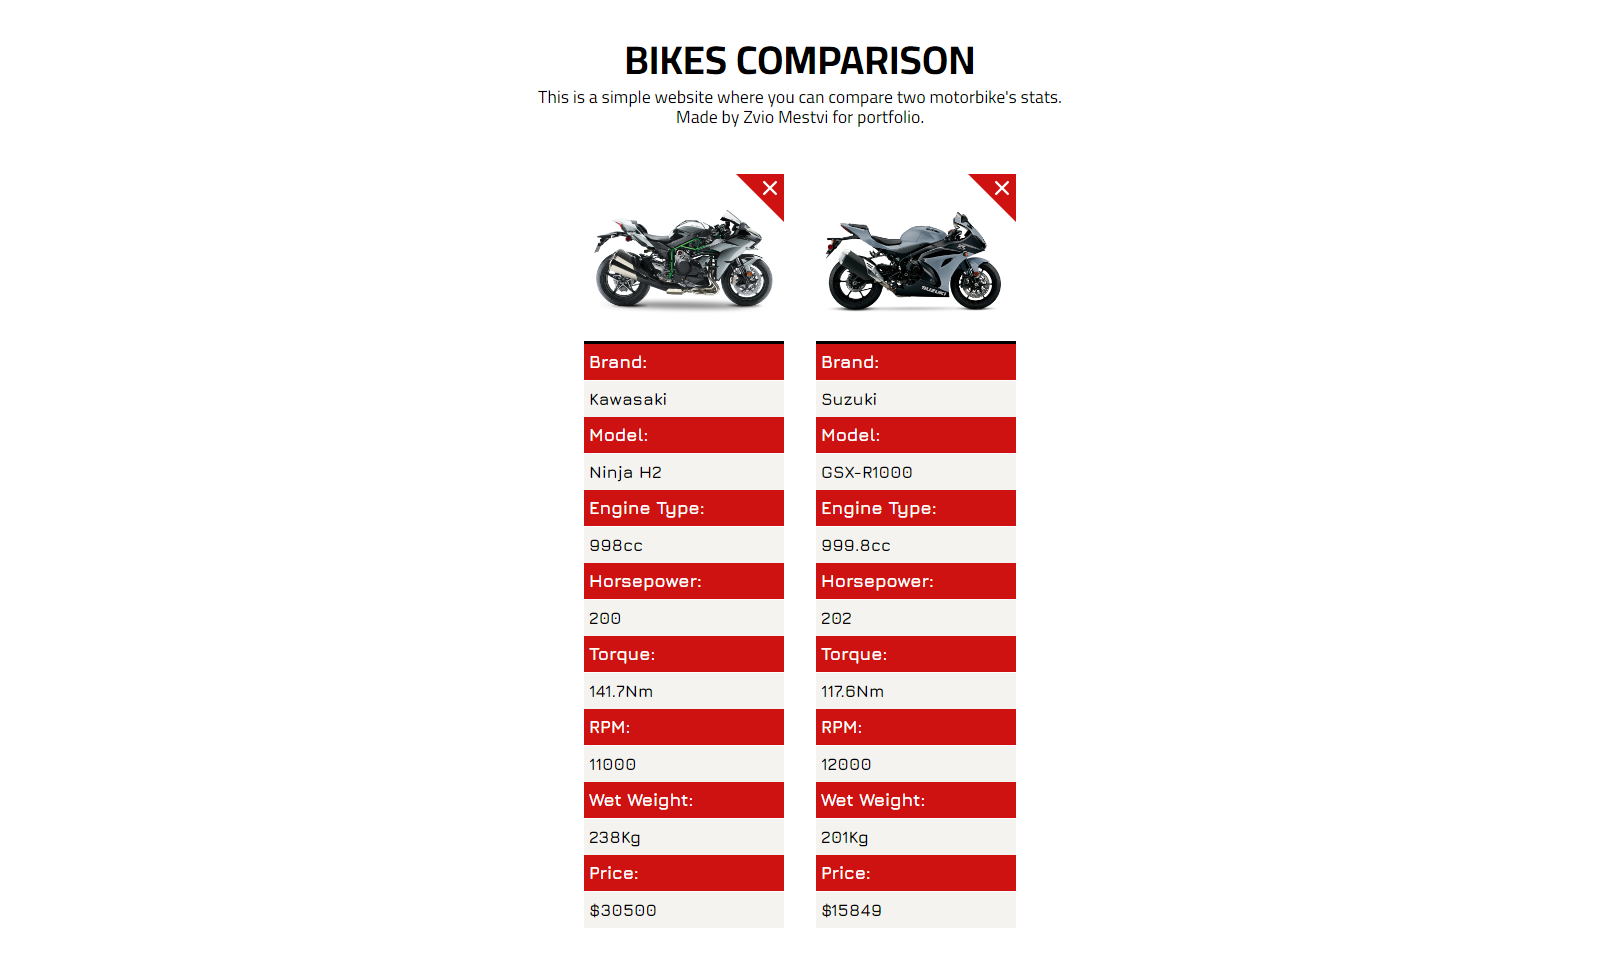 BIKES COMPARISON
This is a simple website where you can compare two motorbike's stats.
Made by Zvio Mestvi for portfolio.
SUZUKI
Brand:
Kawasaki
Model:
Ninja H2
Engine Type:
998cc
Horsepower:
200
Torque:
141.7Nm
RPM:
11000
Wet Weight:
238Kg
Price:
$30500
Brand:
Suzuki
Model:
GSX-R1000
Engine Type:
999.8cc
Horsepower:
202
Torque:
117.6Nm
RPM:
12000
Wet Weight:
201Kg
Price:
$15849